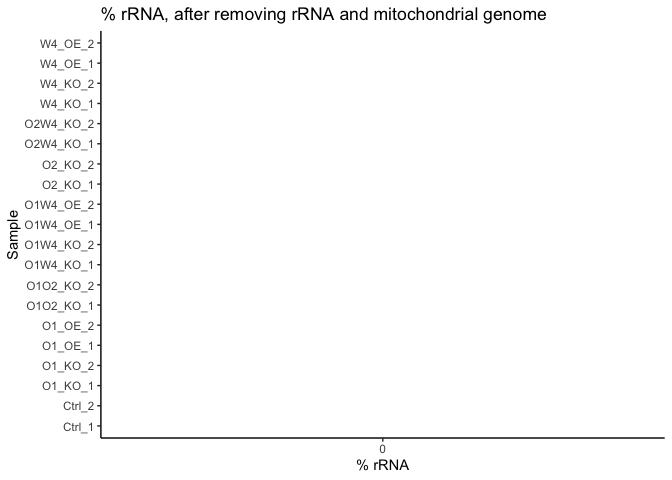 % rRNA, after removing rRNA and mitochondrial genome
W4_OE_2
W4_OE_1
W4_KO_2
W4_KO_1
O2W4_KO_2
O2W4_KO_1
O2_KO_2
O2_KO_1
O1W4_OE_2
O1W4_OE_1
O1W4_KO_2
O1W4_KO_1
O1O2_KO_2
O1O2_KO_1
O1_OE_2
O1_OE_1
O1_KO_2
O1_KO_1
Ctrl_2
Ctrl_1
Sample
0
% rRNA